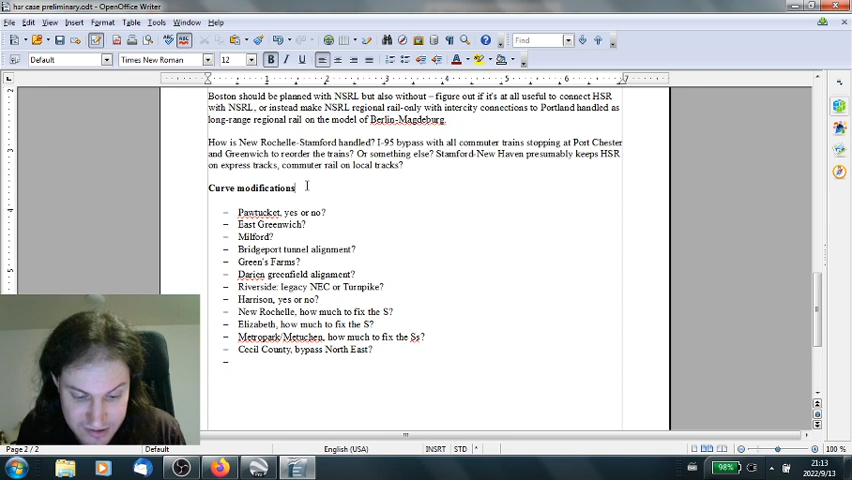 hsr case preliminary.odt - OpenOffice Writer
File Edit View Insert Format Table Tools Window Help
Find
Default Times New Roman 12 B I U
Boston should be planned with NSRL but also without – figure out if it's at all useful to connect HSR
with NSRL, or instead make NSRL regional rail-only with intercity connections to Portland handled as
long-range regional rail on the model of Berlin-Magdeburg.
How is New Rochelle-Stamford handled? I-95 bypass with all commuter trains stopping at Port Chester
and Greenwich to reorder the trains? Or something else? Stamford-New Haven presumably keeps HSR
on express tracks, commuter rail on local tracks?
Curve modifications
– Pawtucket, yes or no?
– East Greenwich?
– Milford?
– Bridgeport tunnel alignment?
– Green's Farms?
– Darien greenfield alignment?
– Riverside: legacy NEC or Turnpike?
– Harrison, yes or no?
– New Rochelle, how much to fix the S?
– Elizabeth, how much to fix the S?
– Metropark/Metuchen, how much to fix the Ss?
– Cecil County, bypass North East?
–
Page 2 / 2 Default English (USA) INSRT STD * 100 %
98% 21:13
2022/9/13